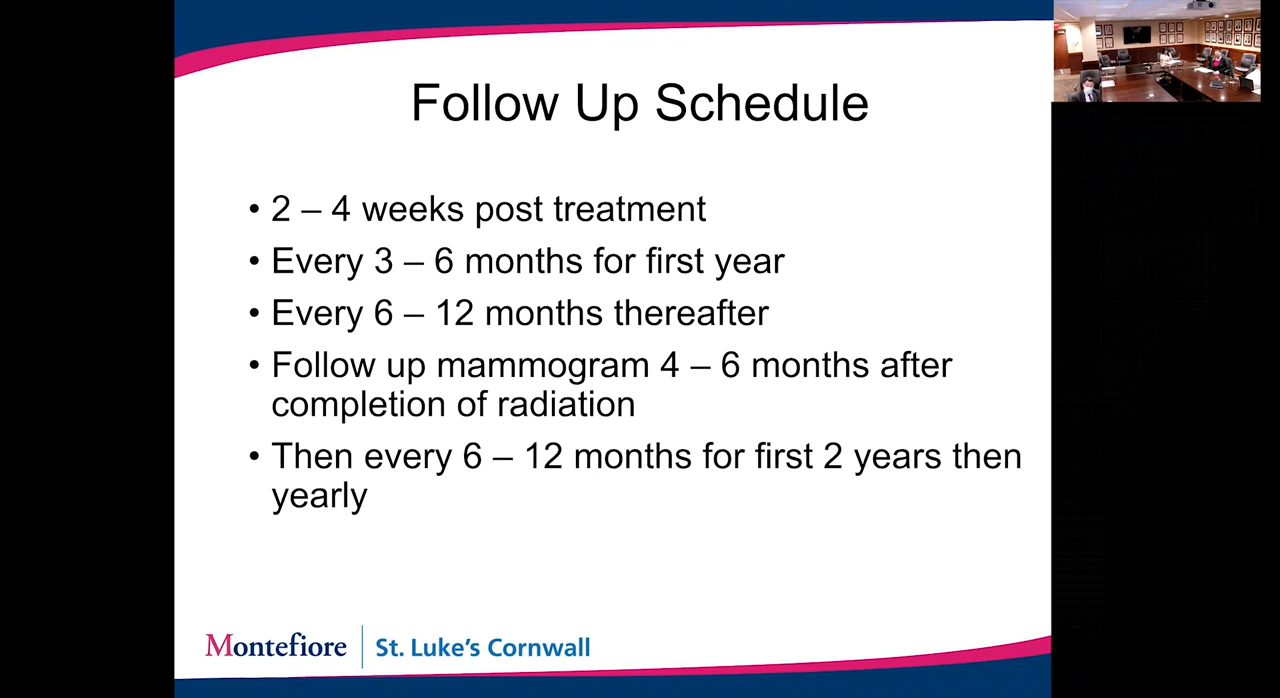 Follow Up Schedule
• 2 – 4 weeks post treatment
• Every 3 – 6 months for first year
• Every 6 – 12 months thereafter
• Follow up mammogram 4 – 6 months after
completion of radiation
• Then every 6 – 12 months for first 2 years then
yearly
Montefiore | St. Luke's Cornwall